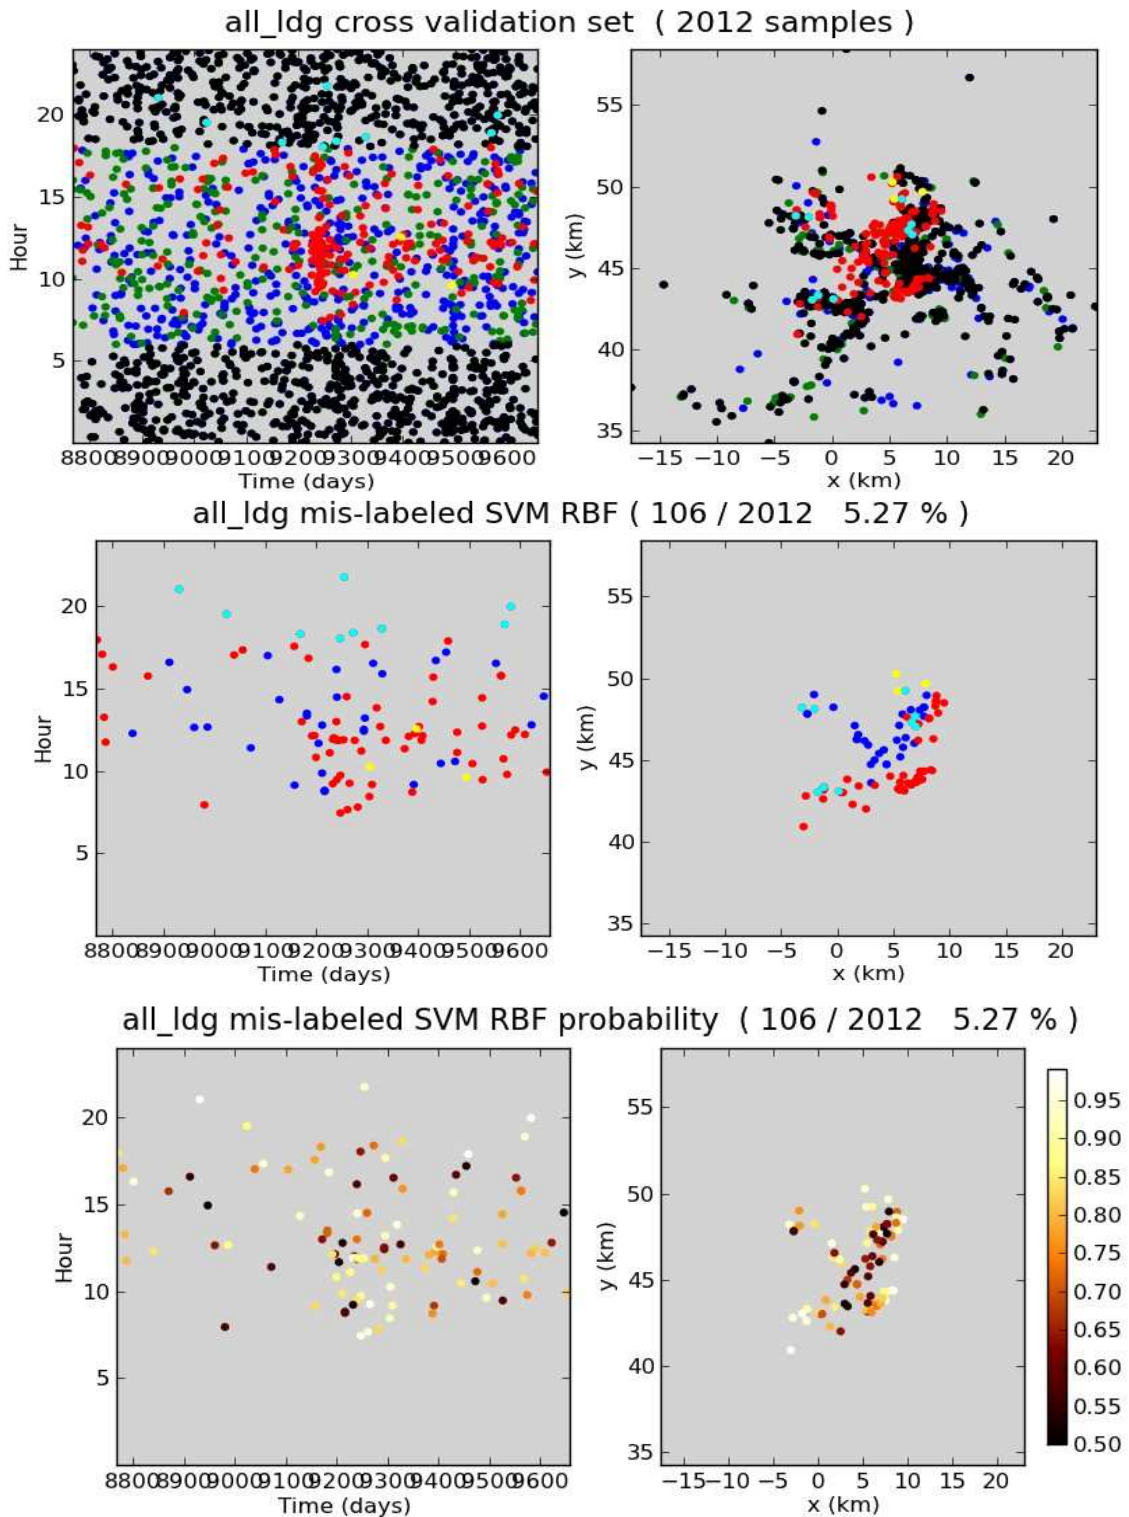 all_ldg cross validation set ( 2012 samples )
20
15
10
5
Hour
8800 8900 9000 9100 9200 9300 9400 9500 9600
Time (days)
55
50
45
40
35
y (km)
−15 −10 −5 0 5 10 15 20
x (km)
all_ldg mis-labeled SVM RBF ( 106 / 2012 5.27 % )
20
15
10
5
Hour
8800 8900 9000 9100 9200 9300 9400 9500 9600
Time (days)
55
50
45
40
35
y (km)
−15 −10 −5 0 5 10 15 20
x (km)
all_ldg mis-labeled SVM RBF probability ( 106 / 2012 5.27 % )
20
15
10
5
Hour
8800 8900 9000 9100 9200 9300 9400 9500 9600
Time (days)
55
50
45
40
35
y (km)
−15 −10 −5 0 5 10 15 20
x (km)
0.95
0.90
0.85
0.80
0.75
0.70
0.65
0.60
0.55
0.50